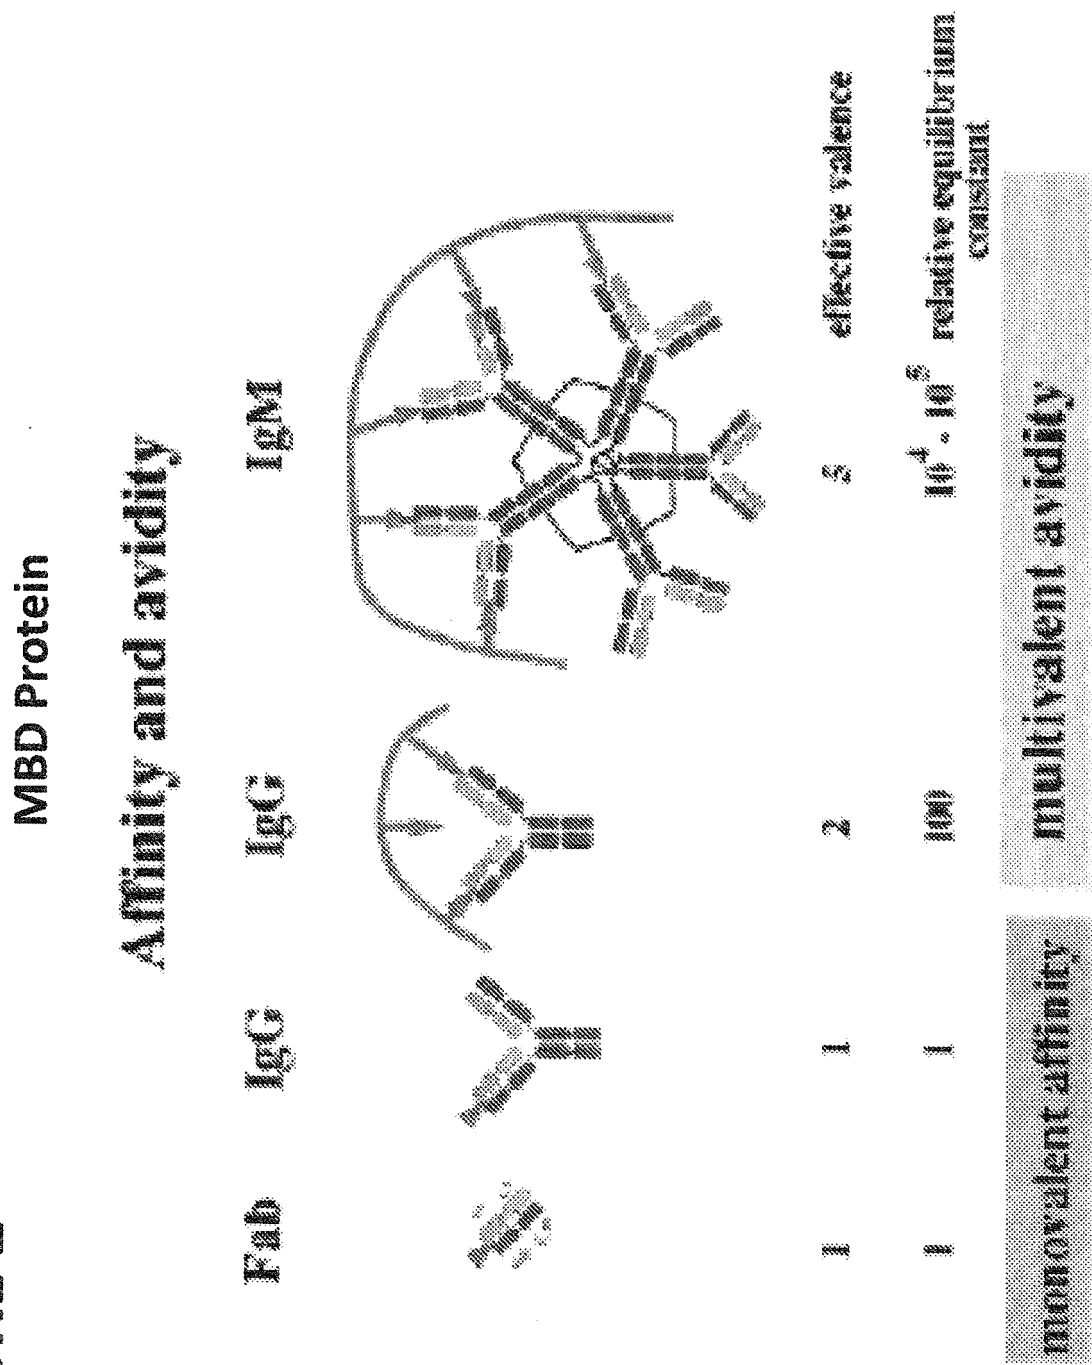 MBD Protein
Affinity and avidity
Fab IgG IgG IgM
1 1 2 5 effective valence
1 1 100 10⁴ - 10⁶ relative equilibrium
constant
monovalent affinity multivalent avidity